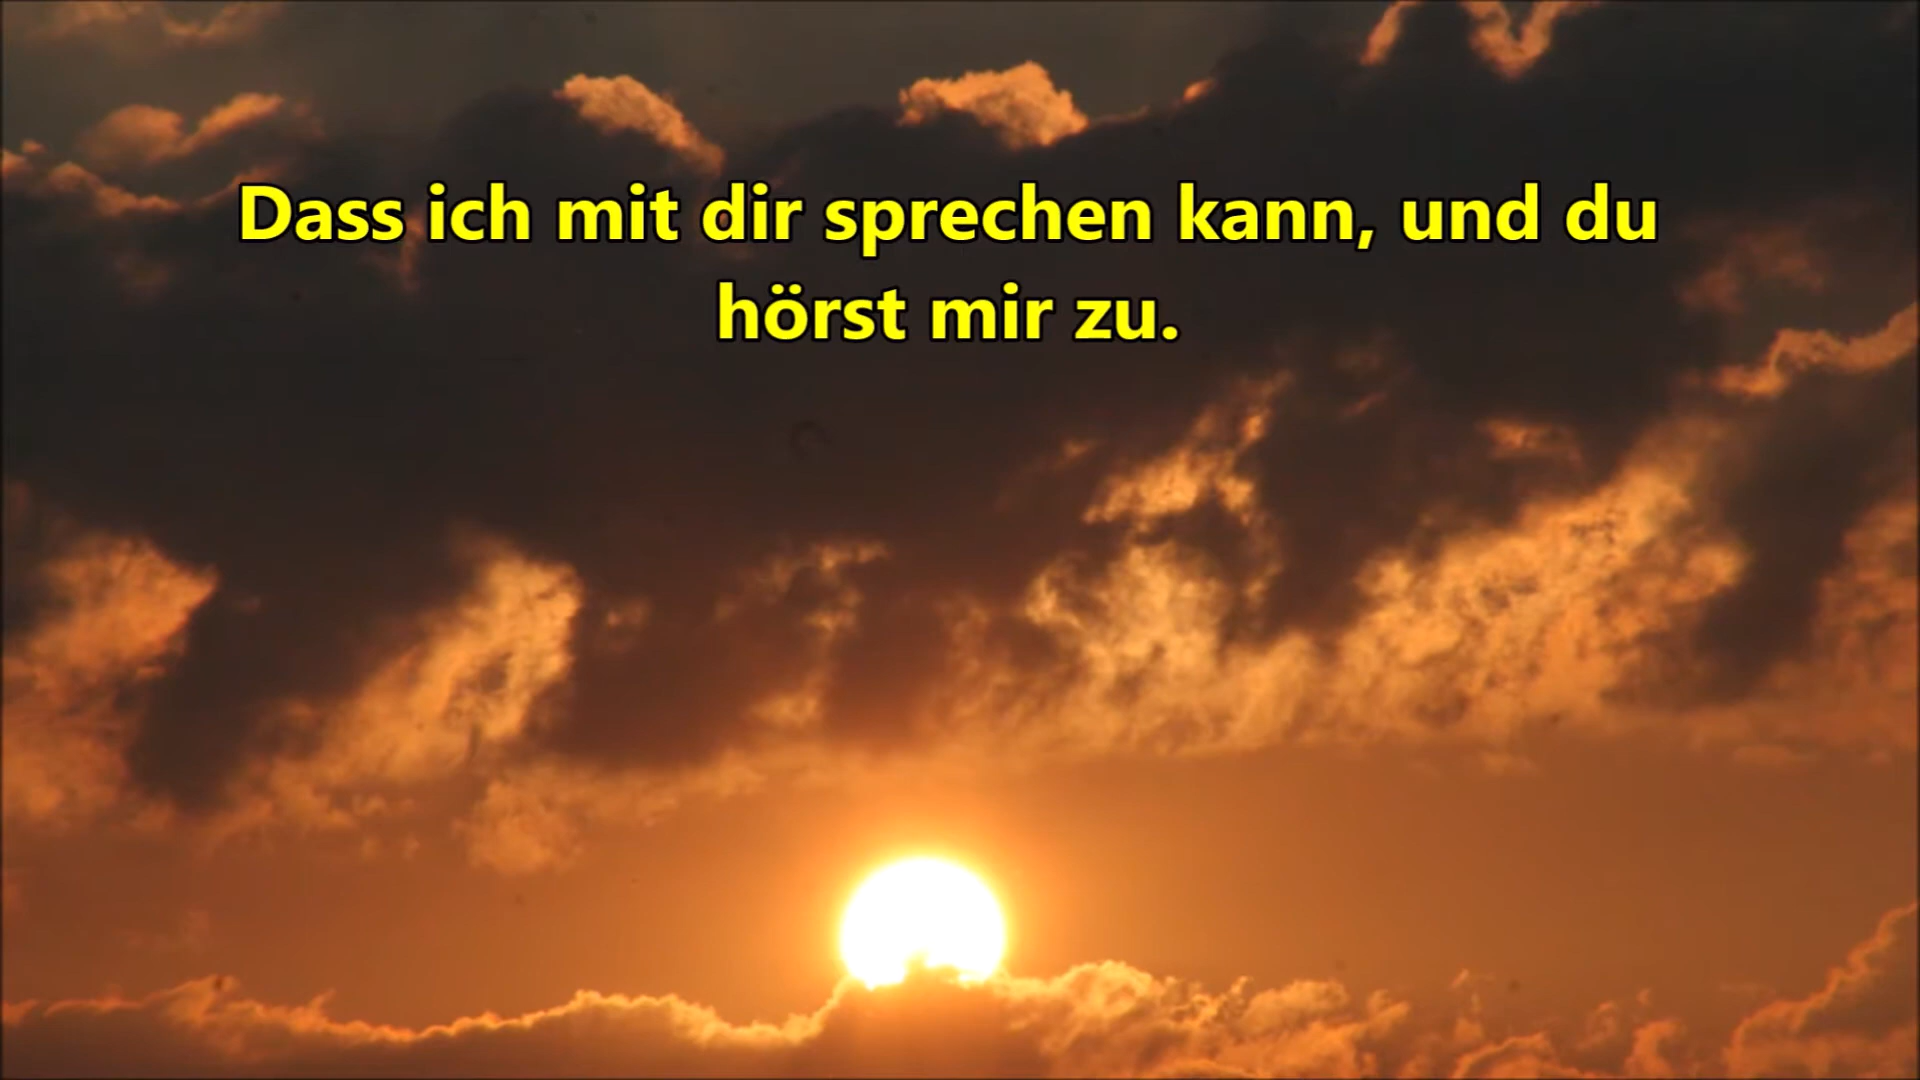 Dass ich mit dir sprechen kann, und du
hörst mir zu.